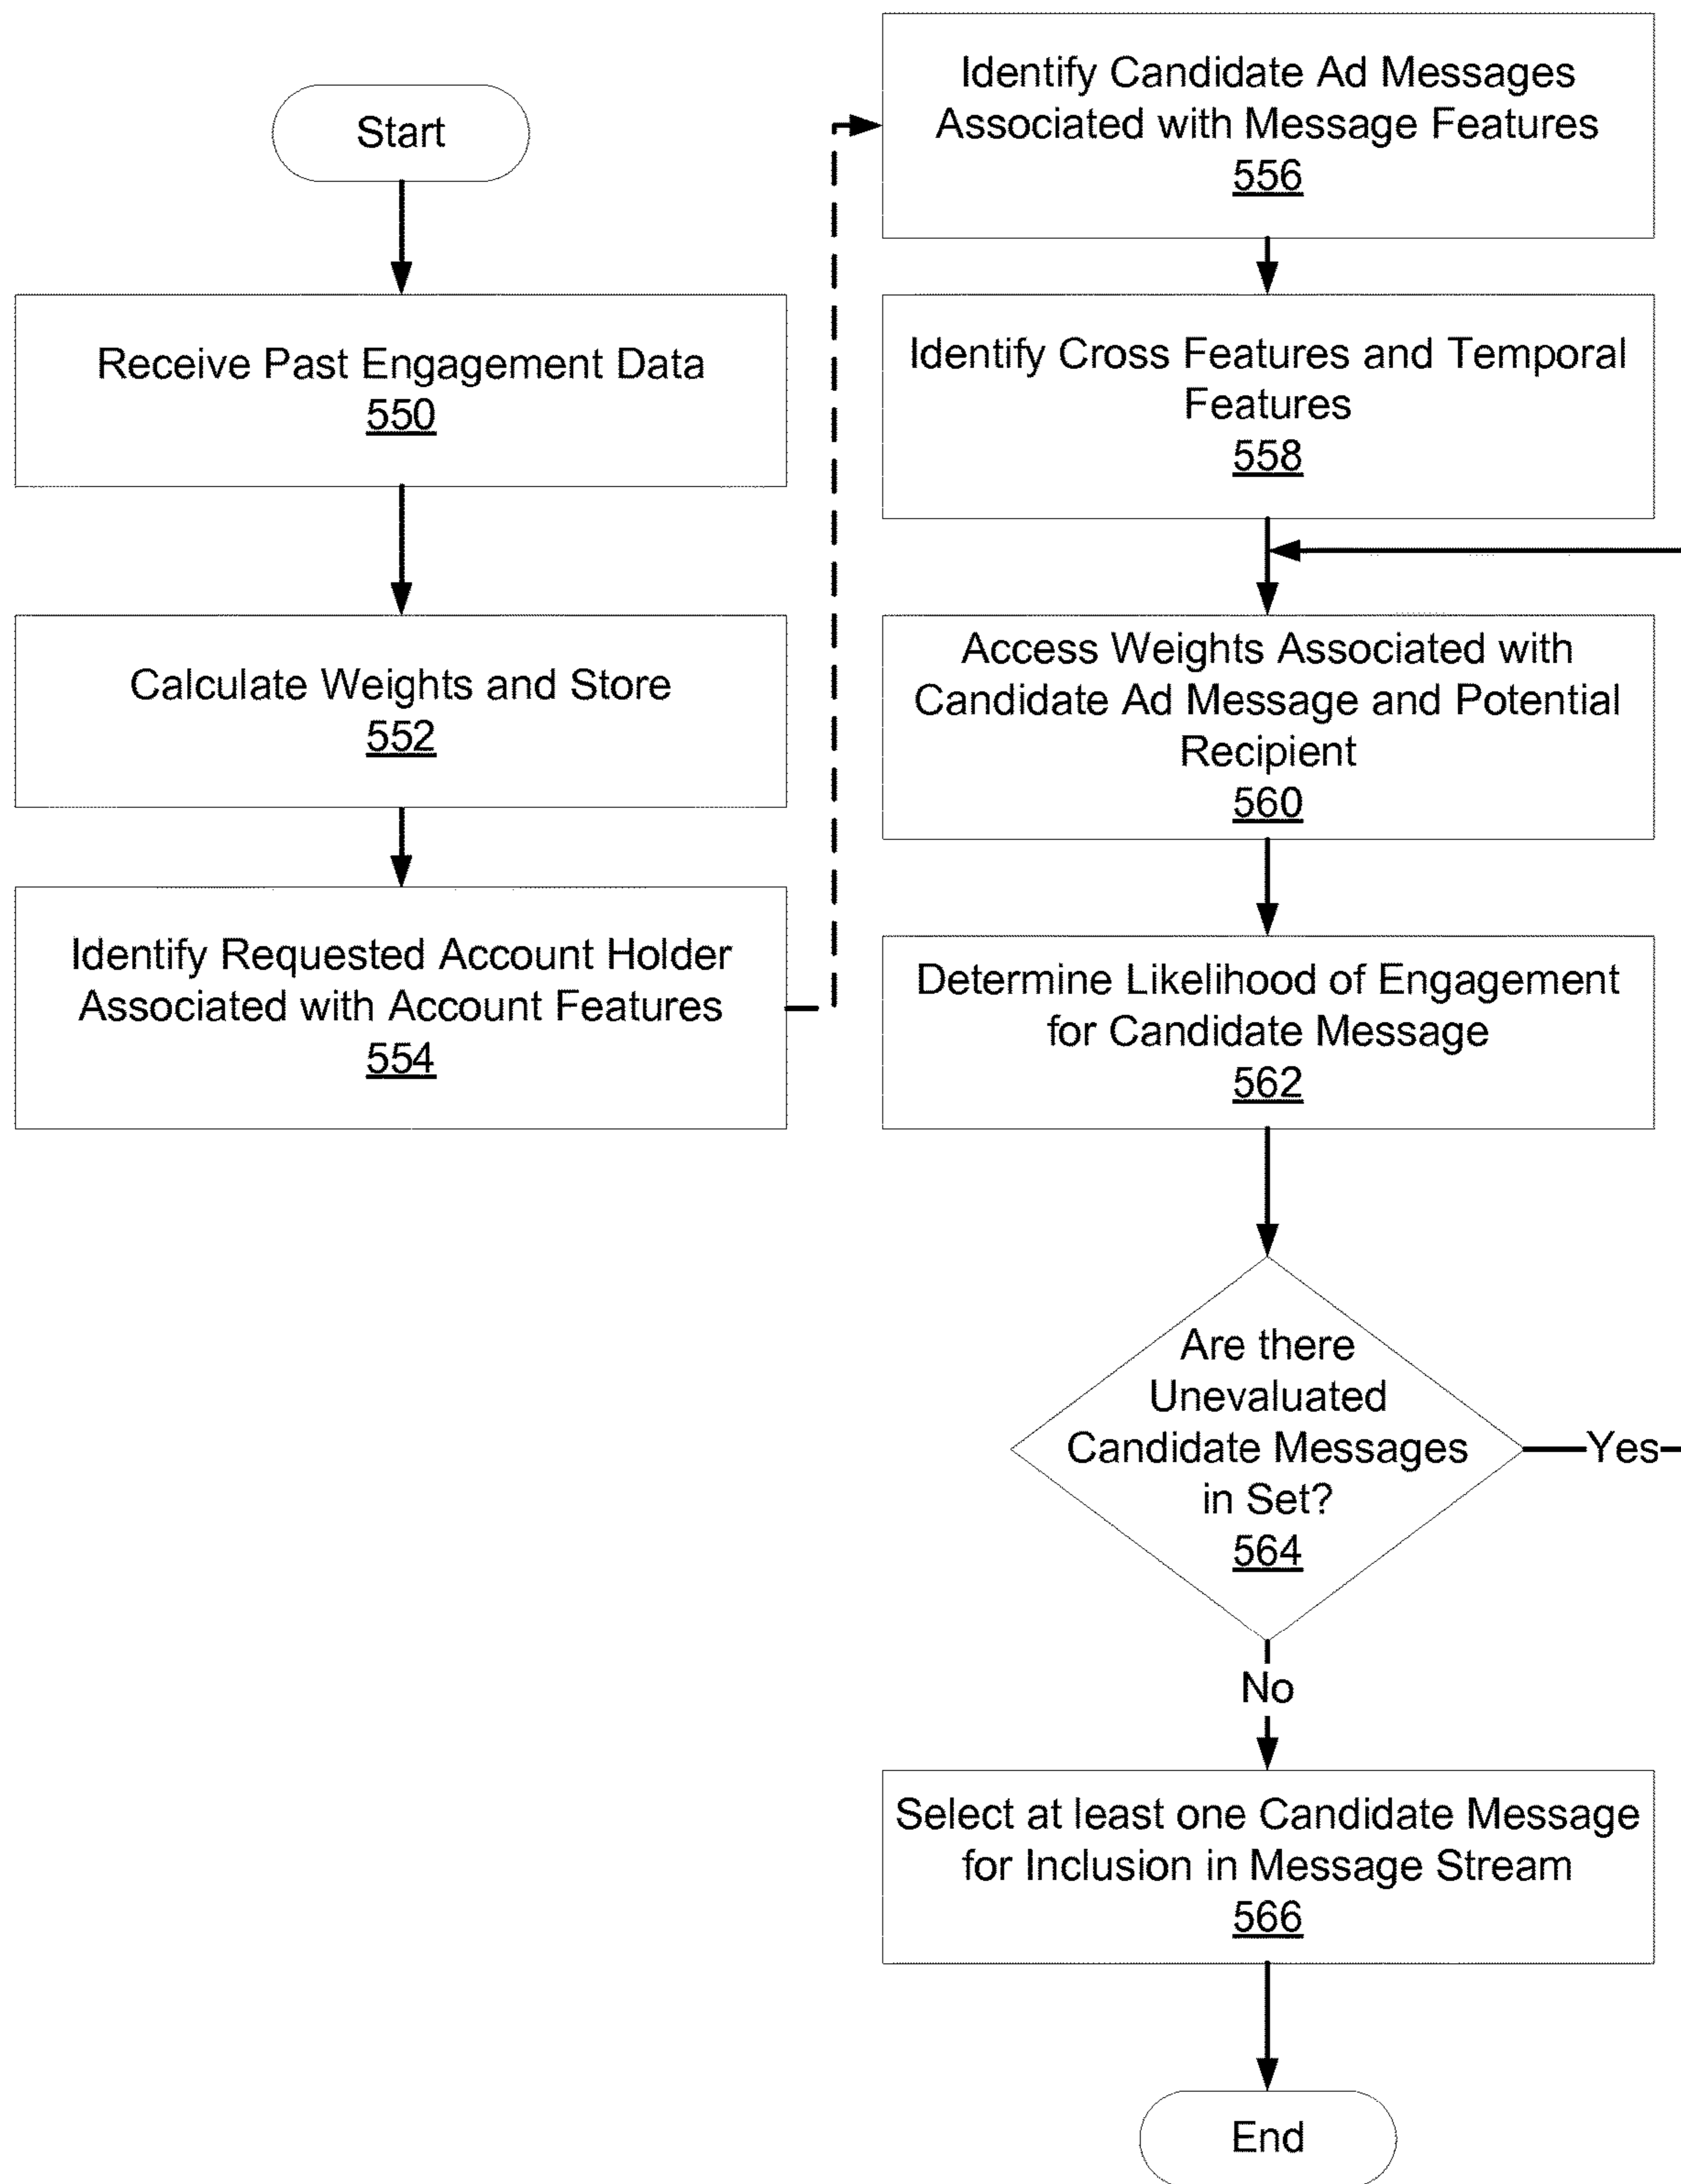 Start
Receive Past Engagement Data
550
Calculate Weights and Store
552
Identify Requested Account Holder
Associated with Account Features
554
Identify Candidate Ad Messages
Associated with Message Features
556
Identify Cross Features and Temporal
Features
558
Access Weights Associated with
Candidate Ad Message and Potential
Recipient
560
Determine Likelihood of Engagement
for Candidate Message
562
Are there
Unevaluated
Candidate Messages
in Set?
564
Yes
No
Select at least one Candidate Message
for Inclusion in Message Stream
566
End